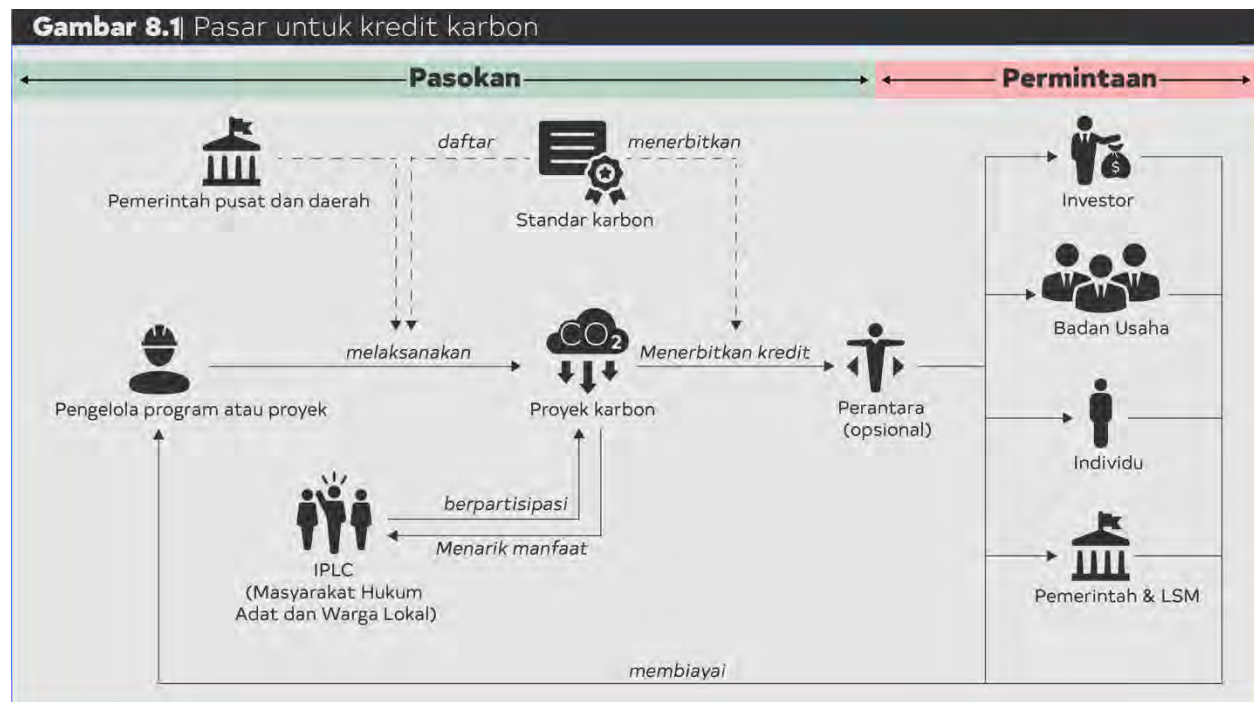 Gambar 8.1| Pasar untuk kredit karbon
Pasokan
Permintaan
daftar
menerbitkan
Pemerintah pusat dan daerah
Standar karbon
$
Investor
Badan Usaha
melaksanakan
CO2
Menerbitkan kredit
Pengelola program atau proyek
Proyek karbon
Perantara
(opsional)
Individu
berpartisipasi
Menarik manfaat
IPLC
(Masyarakat Hukum
Adat dan Warga Lokal)
Pemerintah & LSM
membiayai